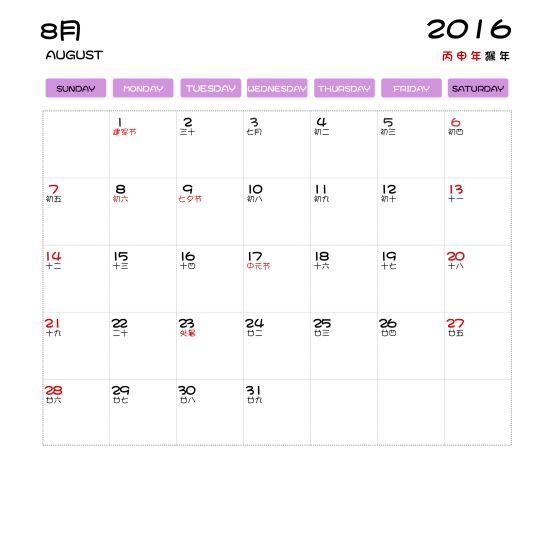 8月
2016
AUGUST
丙申年猴年
SUNDAY MONDAY TUESDAY WEDNESDAY THURSDAY FRIDAY SATURDAY
1 2 3 4 5 6
建军节 三十 七月 初二 初三 初四
7 8 9 10 11 12 13
初五 初六 七夕节 初八 初九 初十 十一
14 15 16 17 18 19 20
十二 十三 十四 中元节 十六 十七 十八
21 22 23 24 25 26 27
十九 二十 处暑 廿二 廿三 廿四 廿五
28 29 30 31
廿六 廿七 廿八 廿九